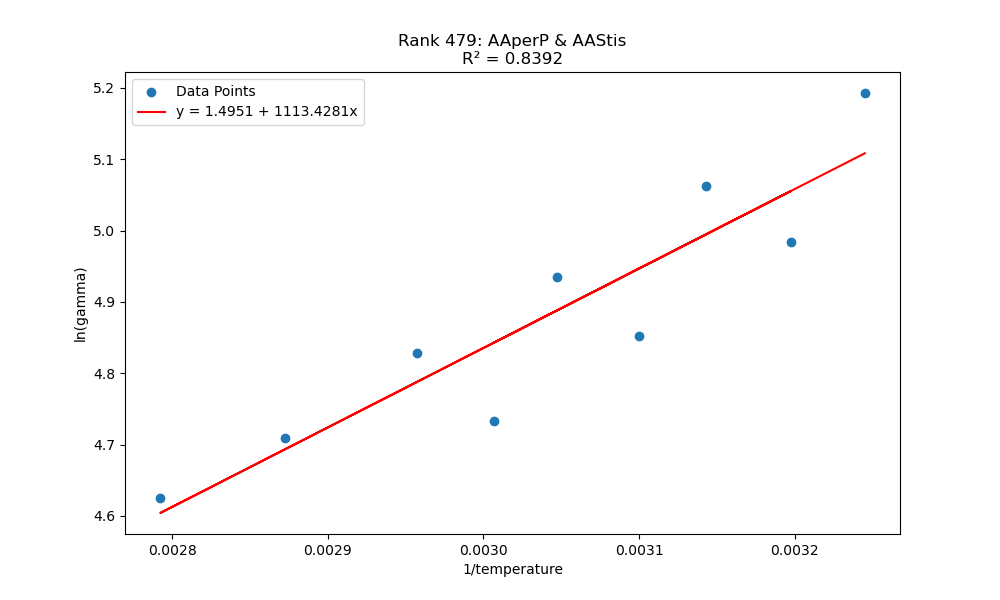 Rank 479: AAperP & AAStis
R² = 0.8392
Data Points
y = 1.4951 + 1113.4281x
5.2
5.1
5.0
4.9
4.8
4.7
4.6
ln(gamma)
0.0028
0.0029
0.0030
0.0031
0.0032
1/temperature